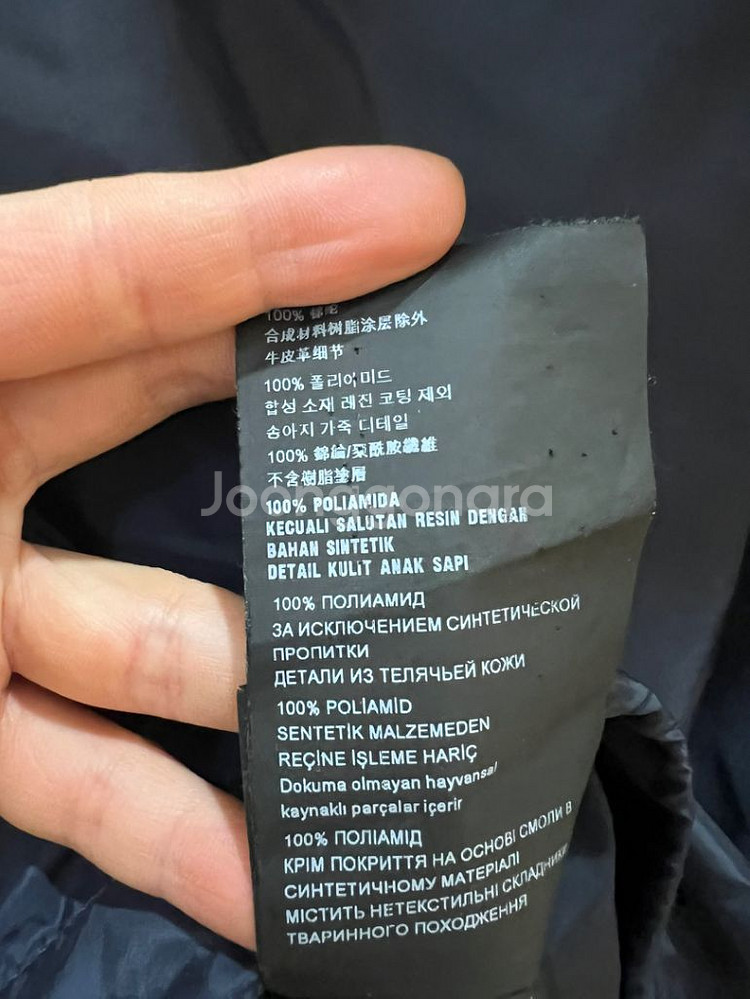 100%
合成材料树脂涂层除外
牛皮革细节
100% 폴리아미드
합성 소재 레진 코팅 제외
송아지 가죽 디테일
100% 錦綸/聚酰胺纖維
不含樹脂塗層
Joonggonara
100% POLIAMIDA
KECUALI SALUTAN RESIN DENGAN
BAHAN SINTETIK
DETAIL KULIT ANAK SAPI
100% ПОЛИАМИД
ЗА ИСКЛЮЧЕНИЕМ СИНТЕТИЧЕСКОЙ
ПРОПИТКИ
ДЕТАЛИ ИЗ ТЕЛЯЧЬЕЙ КОЖИ
100% POLİAMİD
SENTETİK MALZEMEDEN
REÇİNE İŞLEME HARİÇ
Dokuma olmayan hayvansal
kaynaklı parçalar içerir
100% ПОЛІАМІД
КРІМ ПОКРИТТЯ НА ОСНОВІ СМОЛИ В
СИНТЕТИЧНОМУ МАТЕРІАЛІ
МІСТИТЬ НЕТЕКСТИЛЬНІ СКЛАДНИКИ
ТВАРИННОГО ПОХОДЖЕННЯ